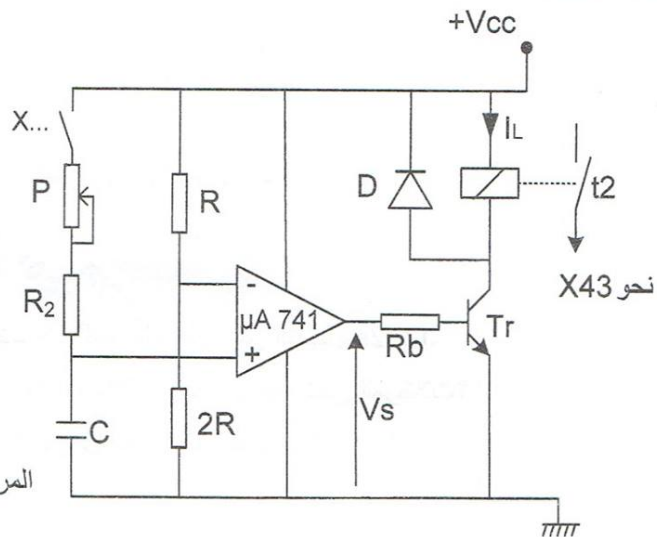 +Vcc
X...
IL
P
R
D
t2
نحو X43
R2
-
µA 741
+
Rb
Tr
Vs
C
2R